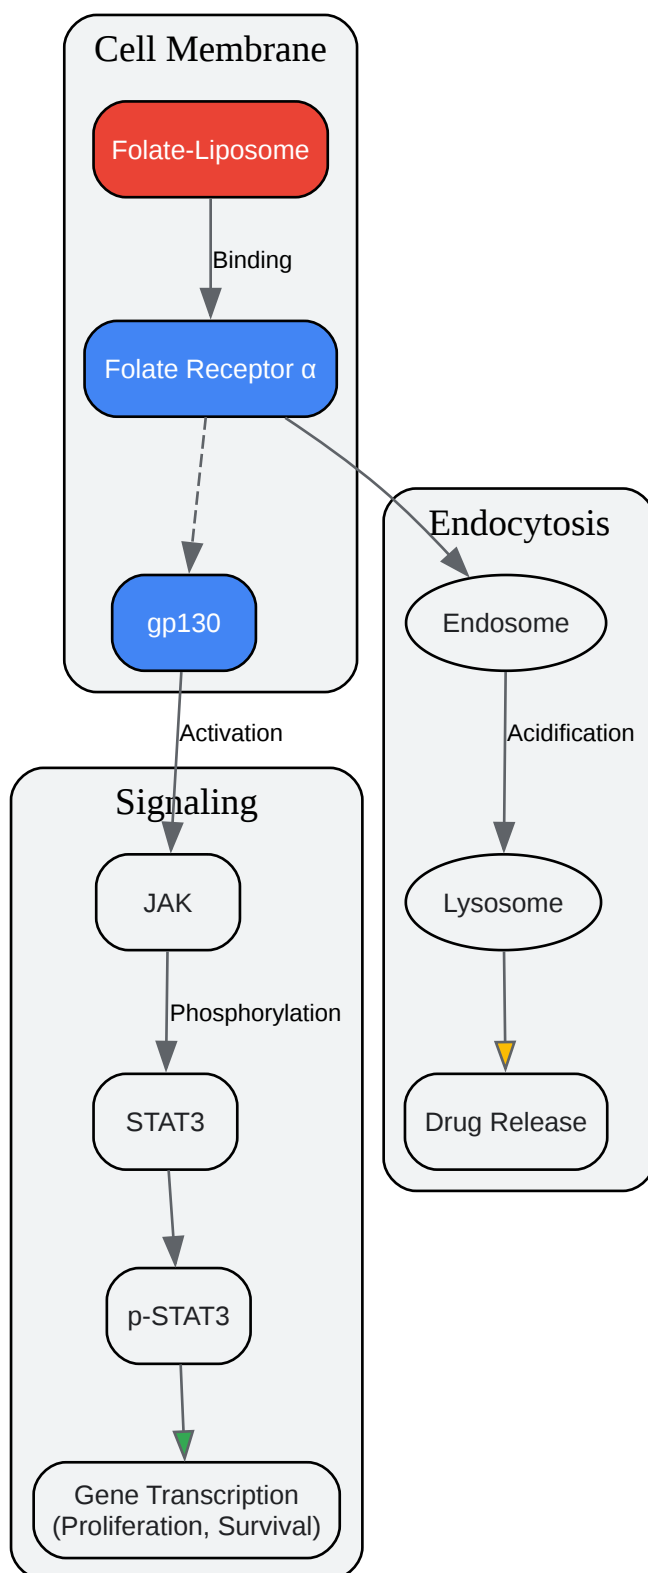 Cell Membrane
Folate-Liposome
Binding
Folate Receptor α
gp130
Activation
Signaling
JAK
Phosphorylation
STAT3
p-STAT3
Gene Transcription
(Proliferation, Survival)
Endocytosis
Endosome
Acidification
Lysosome
Drug Release